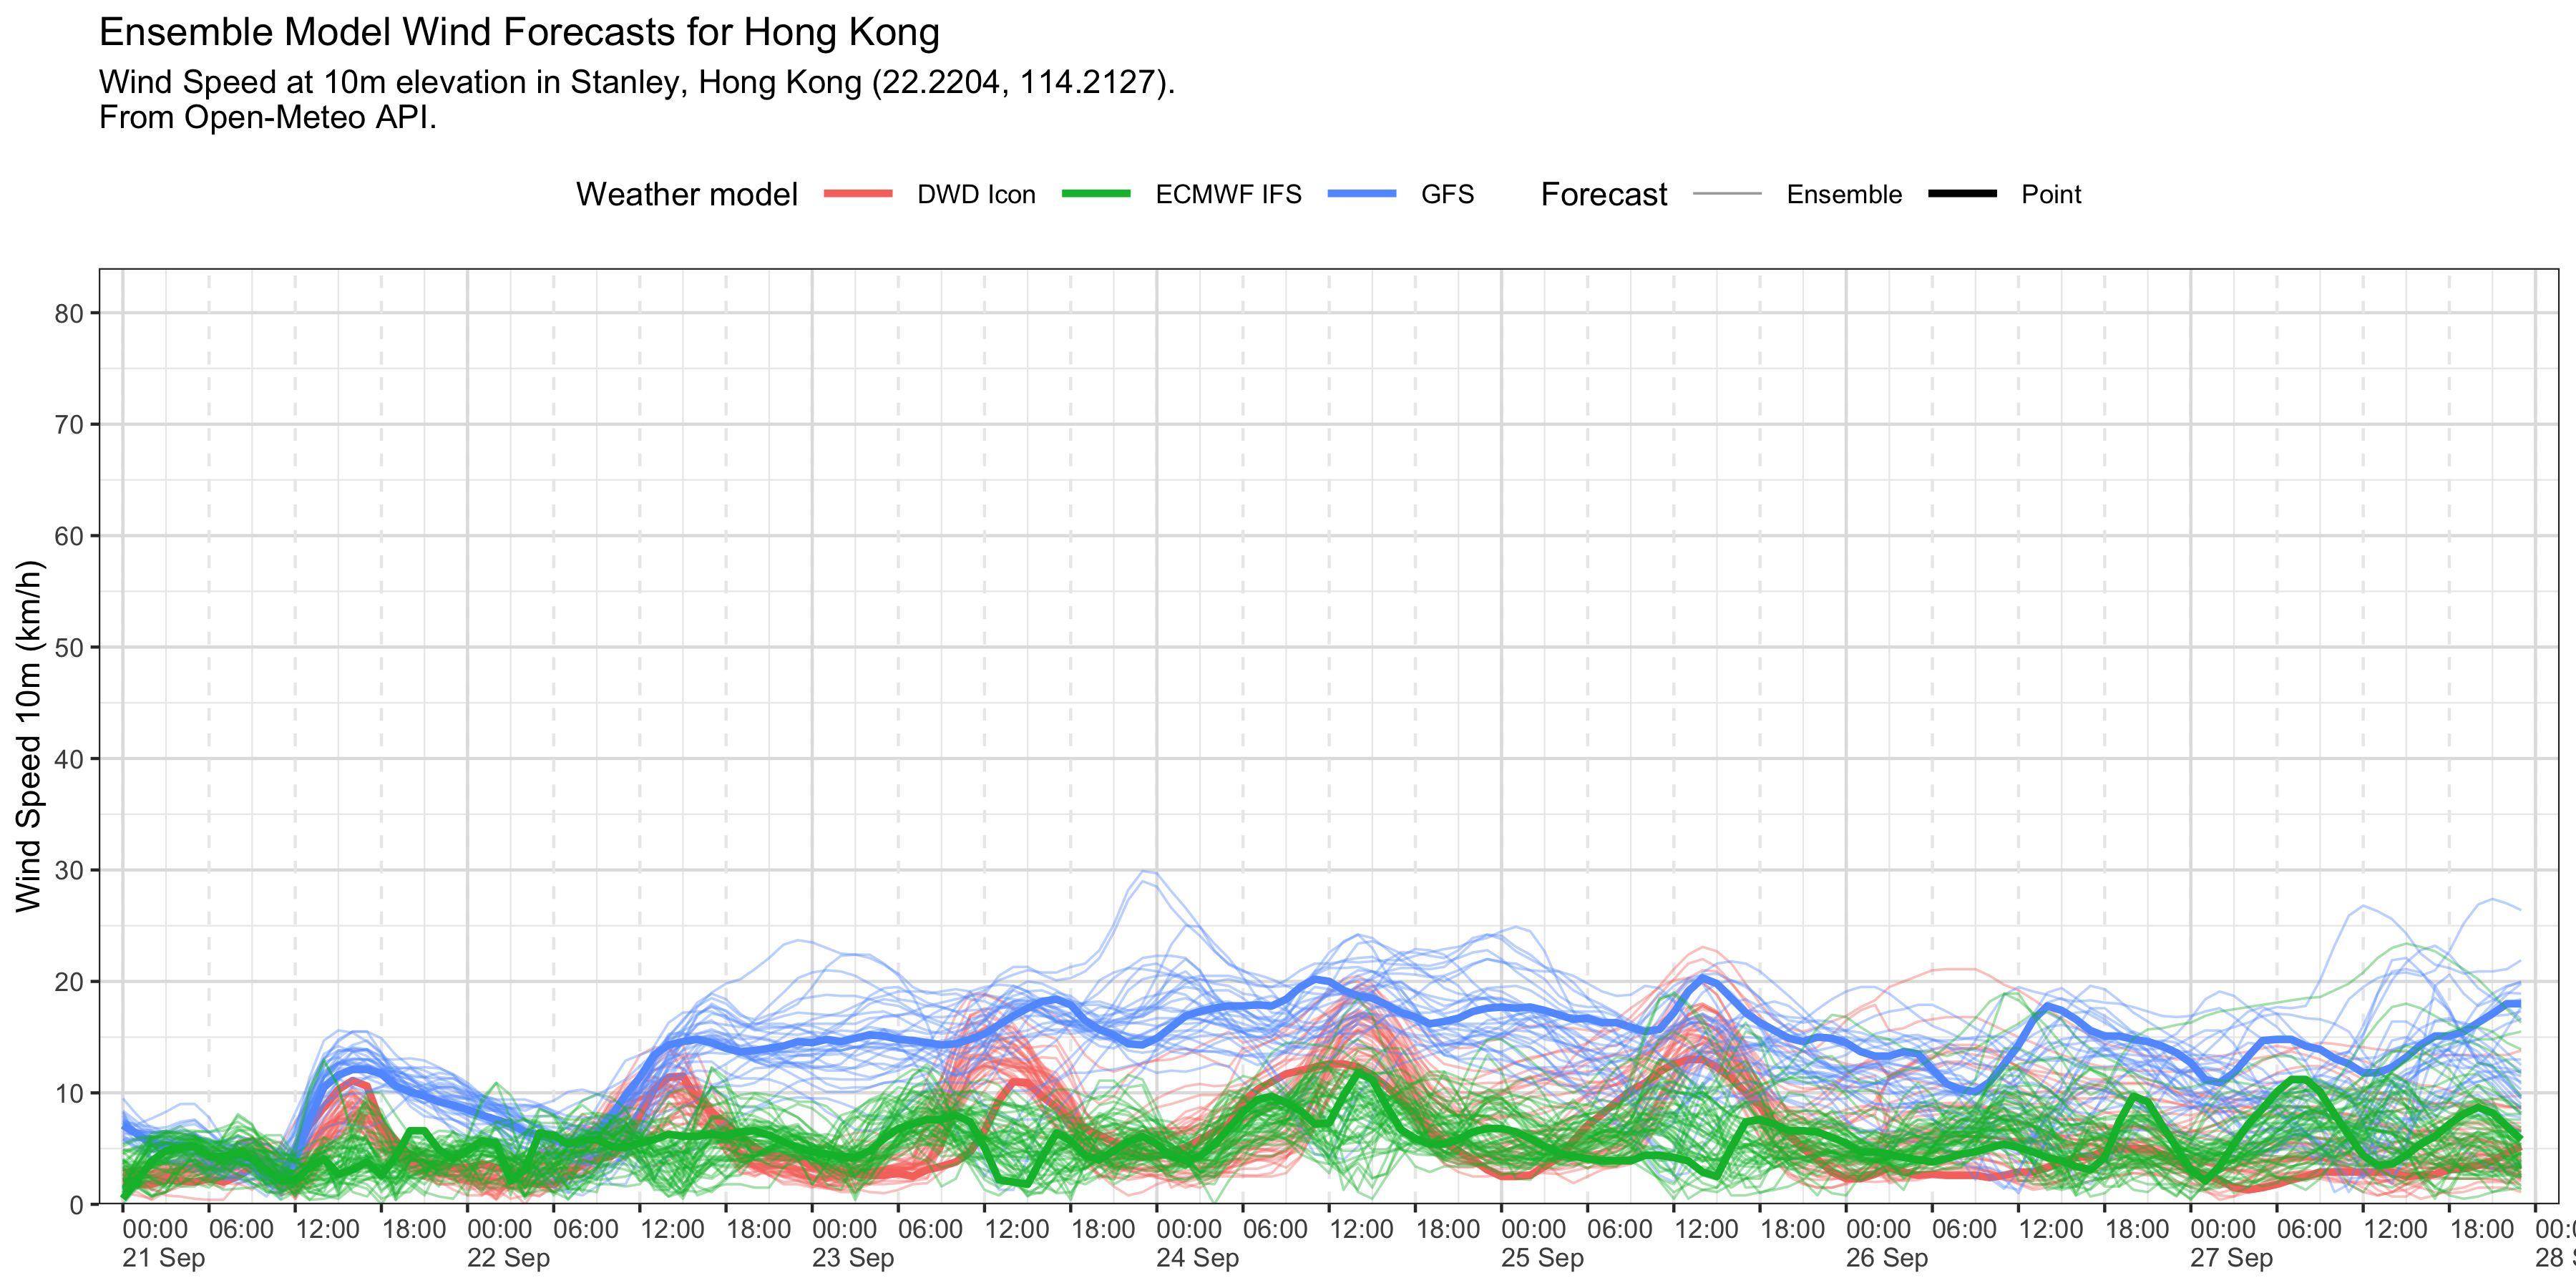 Ensemble Model Wind Forecasts for Hong Kong
Wind Speed at 10m elevation in Stanley, Hong Kong (22.2204, 114.2127).
From Open-Meteo API.
Weather model DWD Icon ECMWF IFS GFS Forecast Ensemble Point
Wind Speed 10m (km/h)
80
70
60
50
40
30
20
10
0
00:00 06:00 12:00 18:00 00:00 06:00 12:00 18:00 00:00 06:00 12:00 18:00 00:00 06:00 12:00 18:00 00:00 06:00 12:00 18:00 00:00 06:00 12:00 18:00 00:00 06:00 12:00 18:00 00:0
21 Sep 22 Sep 23 Sep 24 Sep 25 Sep 26 Sep 27 Sep 28 S